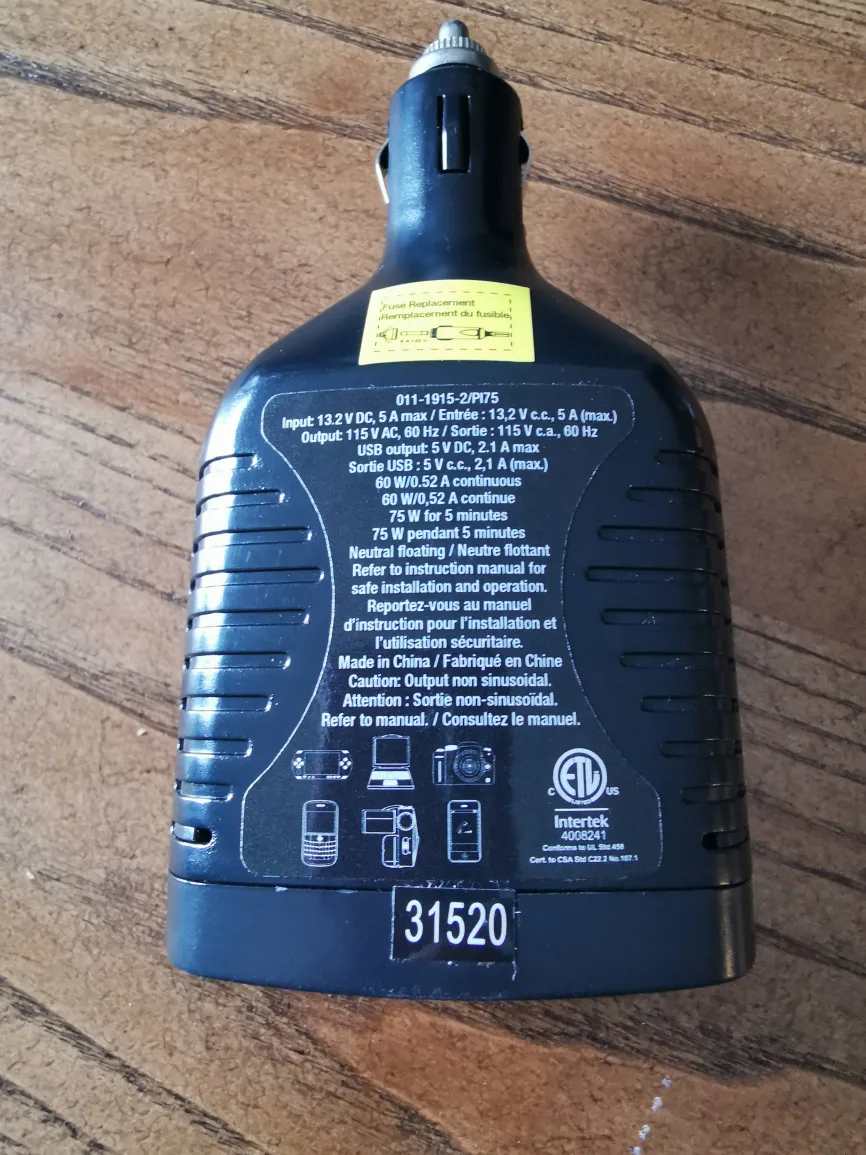 Fuse Replacement
Remplacement du fusible
011-1915-2/PI75
Input: 13.2 V DC, 5 A max / Entrée : 13,2 V c.c., 5 A (max.)
Output: 115 V AC, 60 Hz / Sortie : 115 V c.a., 60 Hz
USB output: 5 V DC, 2.1 A max
Sortie USB : 5 V c.c., 2,1 A (max.)
60 W/0.52 A continuous
60 W/0,52 A continue
75 W for 5 minutes
75 W pendant 5 minutes
Neutral floating / Neutre flottant
Refer to instruction manual for
safe installation and operation.
Reportez-vous au manuel
d'instruction pour l'installation et
l'utilisation sécuritaire.
Made in China / Fabriqué en Chine
Caution: Output non sinusoidal.
Attention : Sortie non-sinusoïdal.
Refer to manual. / Consultez le manuel.
C ETL US
LISTED
Intertek
4008241
Conforms to UL Std.458
Cert. to CSA Std C22.2 No.107.1
31520